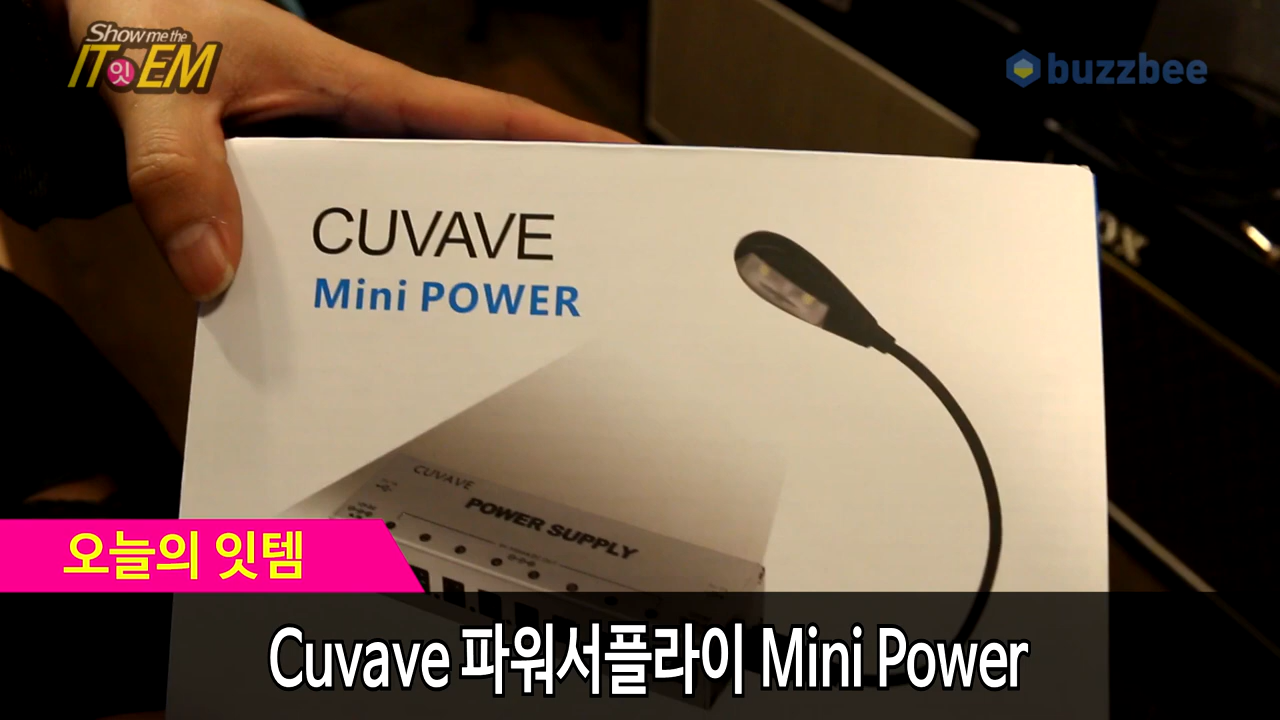 Show me the
IT잇EM
buzzbee
OX
CUVAVE
Mini POWER
CUVAVE
POWER SUPPLY
오늘의 잇템
Cuvave 파워서플라이 Mini Power